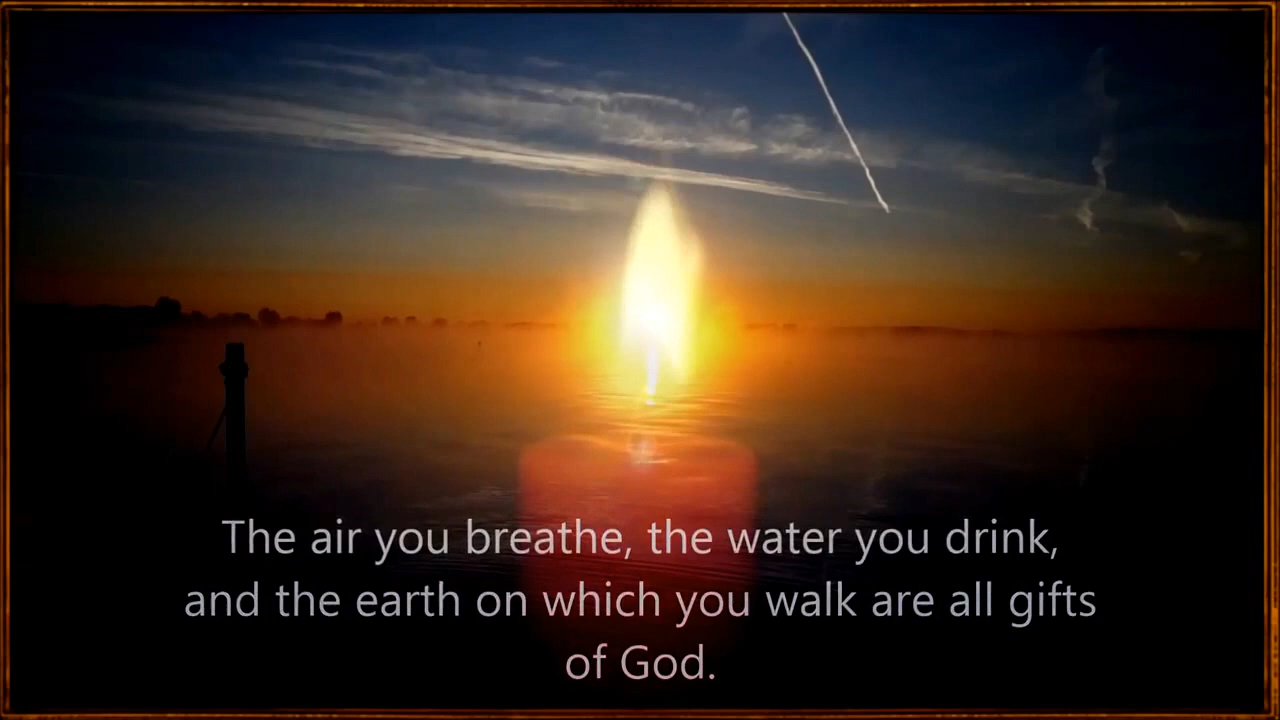 The air you breathe, the water you drink,
and the earth on which you walk are all gifts
of God.